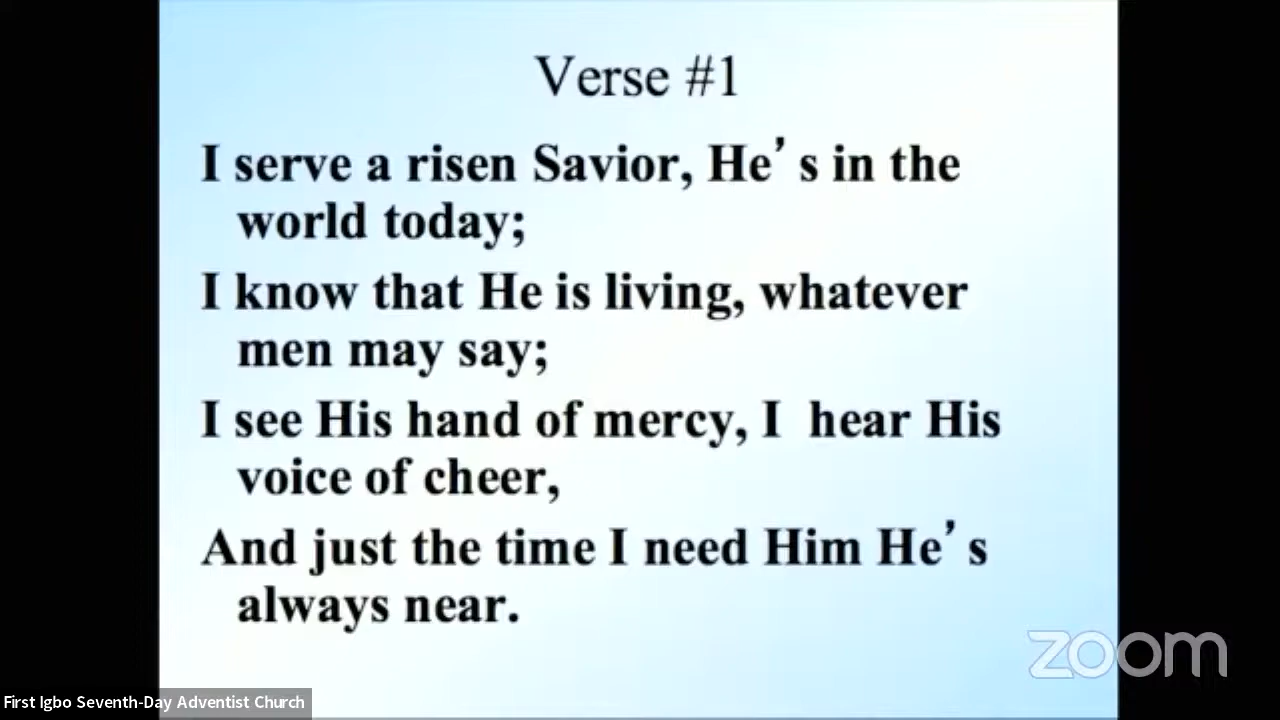 Verse #1
I serve a risen Savior, He’s in the
world today;
I know that He is living, whatever
men may say;
I see His hand of mercy, I hear His
voice of cheer,
And just the time I need Him He’s
always near.
zoom
First Igbo Seventh-Day Adventist Church